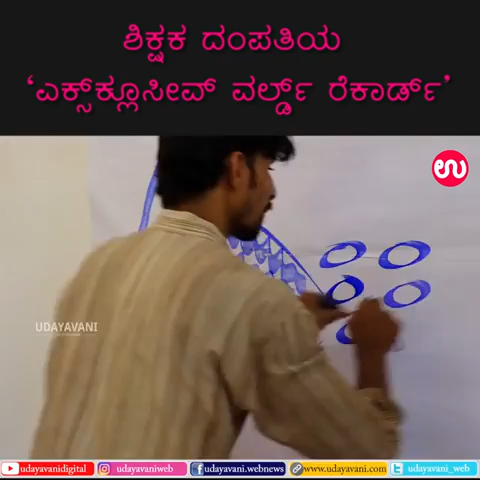 ಶಿಕ್ಷಕ ದಂಪತಿಯ
‘ಎಕ್ಸ್‌ಕ್ಲೂಸೀವ್ ವರ್ಲ್ಡ್ ರೆಕಾರ್ಡ್’
ಉ
UDAYAVANI
udayavanidigital udayavaniweb udayavani.webnews www.udayavani.com udayavani_web